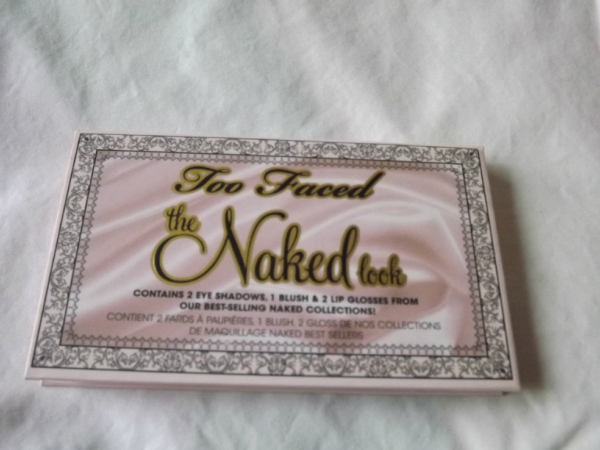 Too Faced
the Naked look
CONTAINS 2 EYE SHADOWS, 1 BLUSH & 2 LIP GLOSSES FROM
OUR BEST-SELLING NAKED COLLECTIONS!
CONTIENT 2 FARDS À PAUPIÈRES, 1 BLUSH, 2 GLOSS DE NOS COLLECTIONS
DE MAQUILLAGE NAKED BEST SELLERS